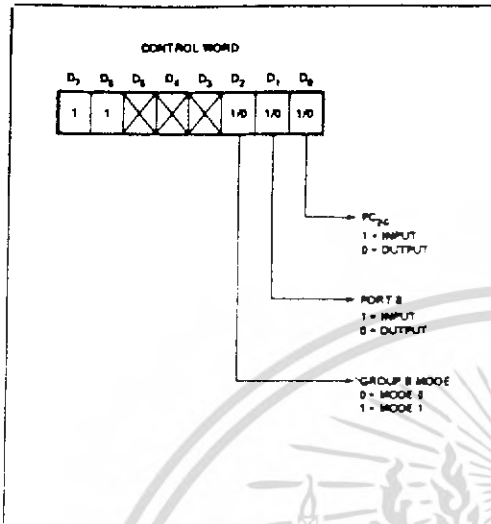 CONTROL WORD
D7 D6 D5 D4 D3 D2 D1 D0
1 1 1/0 1/0 1/0
PC2-0
1 = INPUT
0 = OUTPUT
PORT B
1 = INPUT
0 = OUTPUT
GROUP B MODE
0 = MODE 0
1 = MODE 1